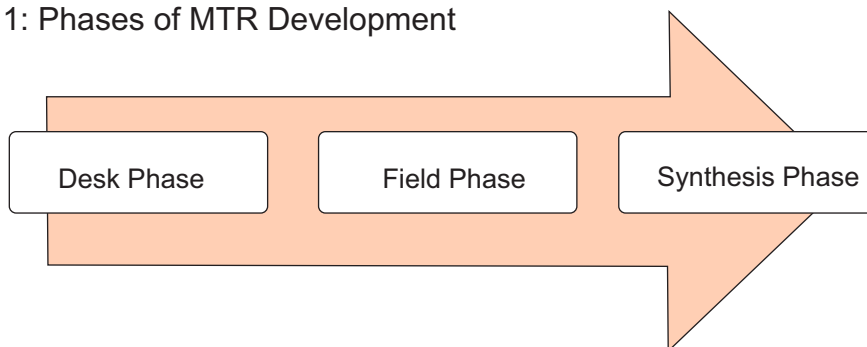 1: Phases of MTR Development
Desk Phase
Field Phase
Synthesis Phase